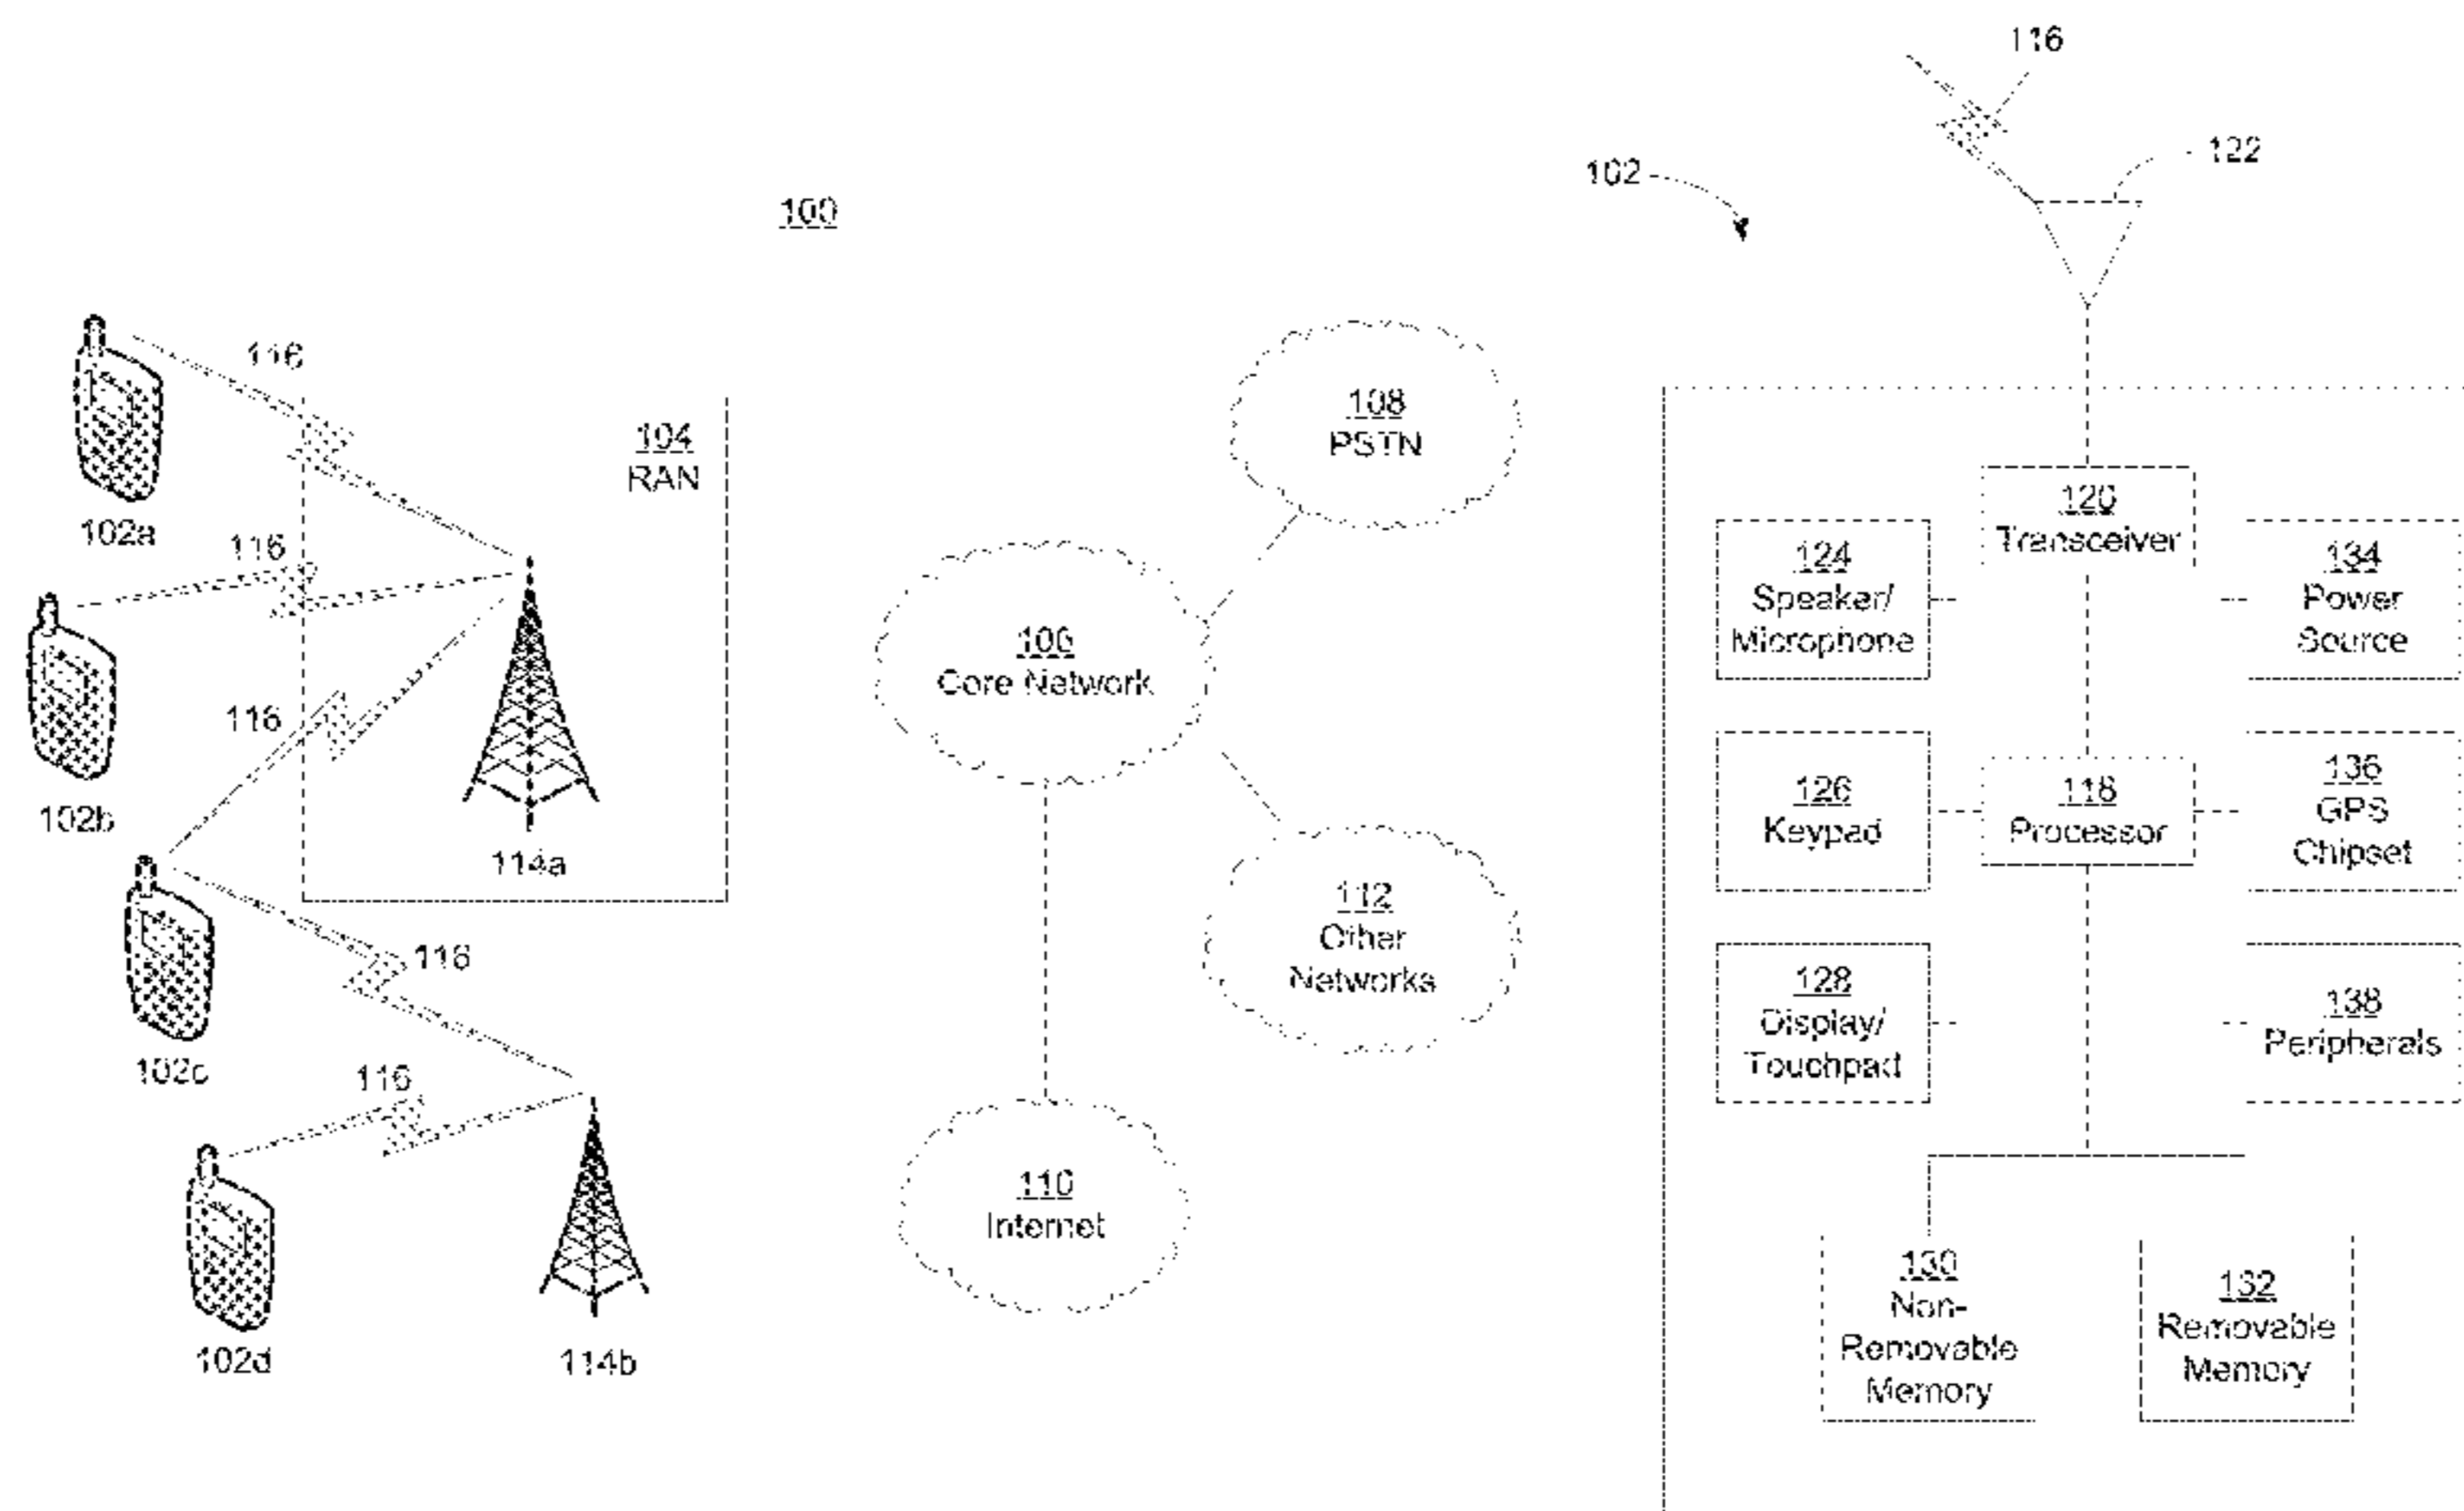 100
116
102a
116
102b
116
102c
116
116
102d
104
RAN
114a
114b
108
PSTN
106
Core Network
112
Other
Networks
110
Internet
116
122
102
120
Transceiver
124
Speaker/
Microphone
134
Power
Source
126
Keypad
118
Processor
136
GPS
Chipset
128
Display/
Touchpad
138
Peripherals
130
Non-
Removable
Memory
132
Removable
Memory